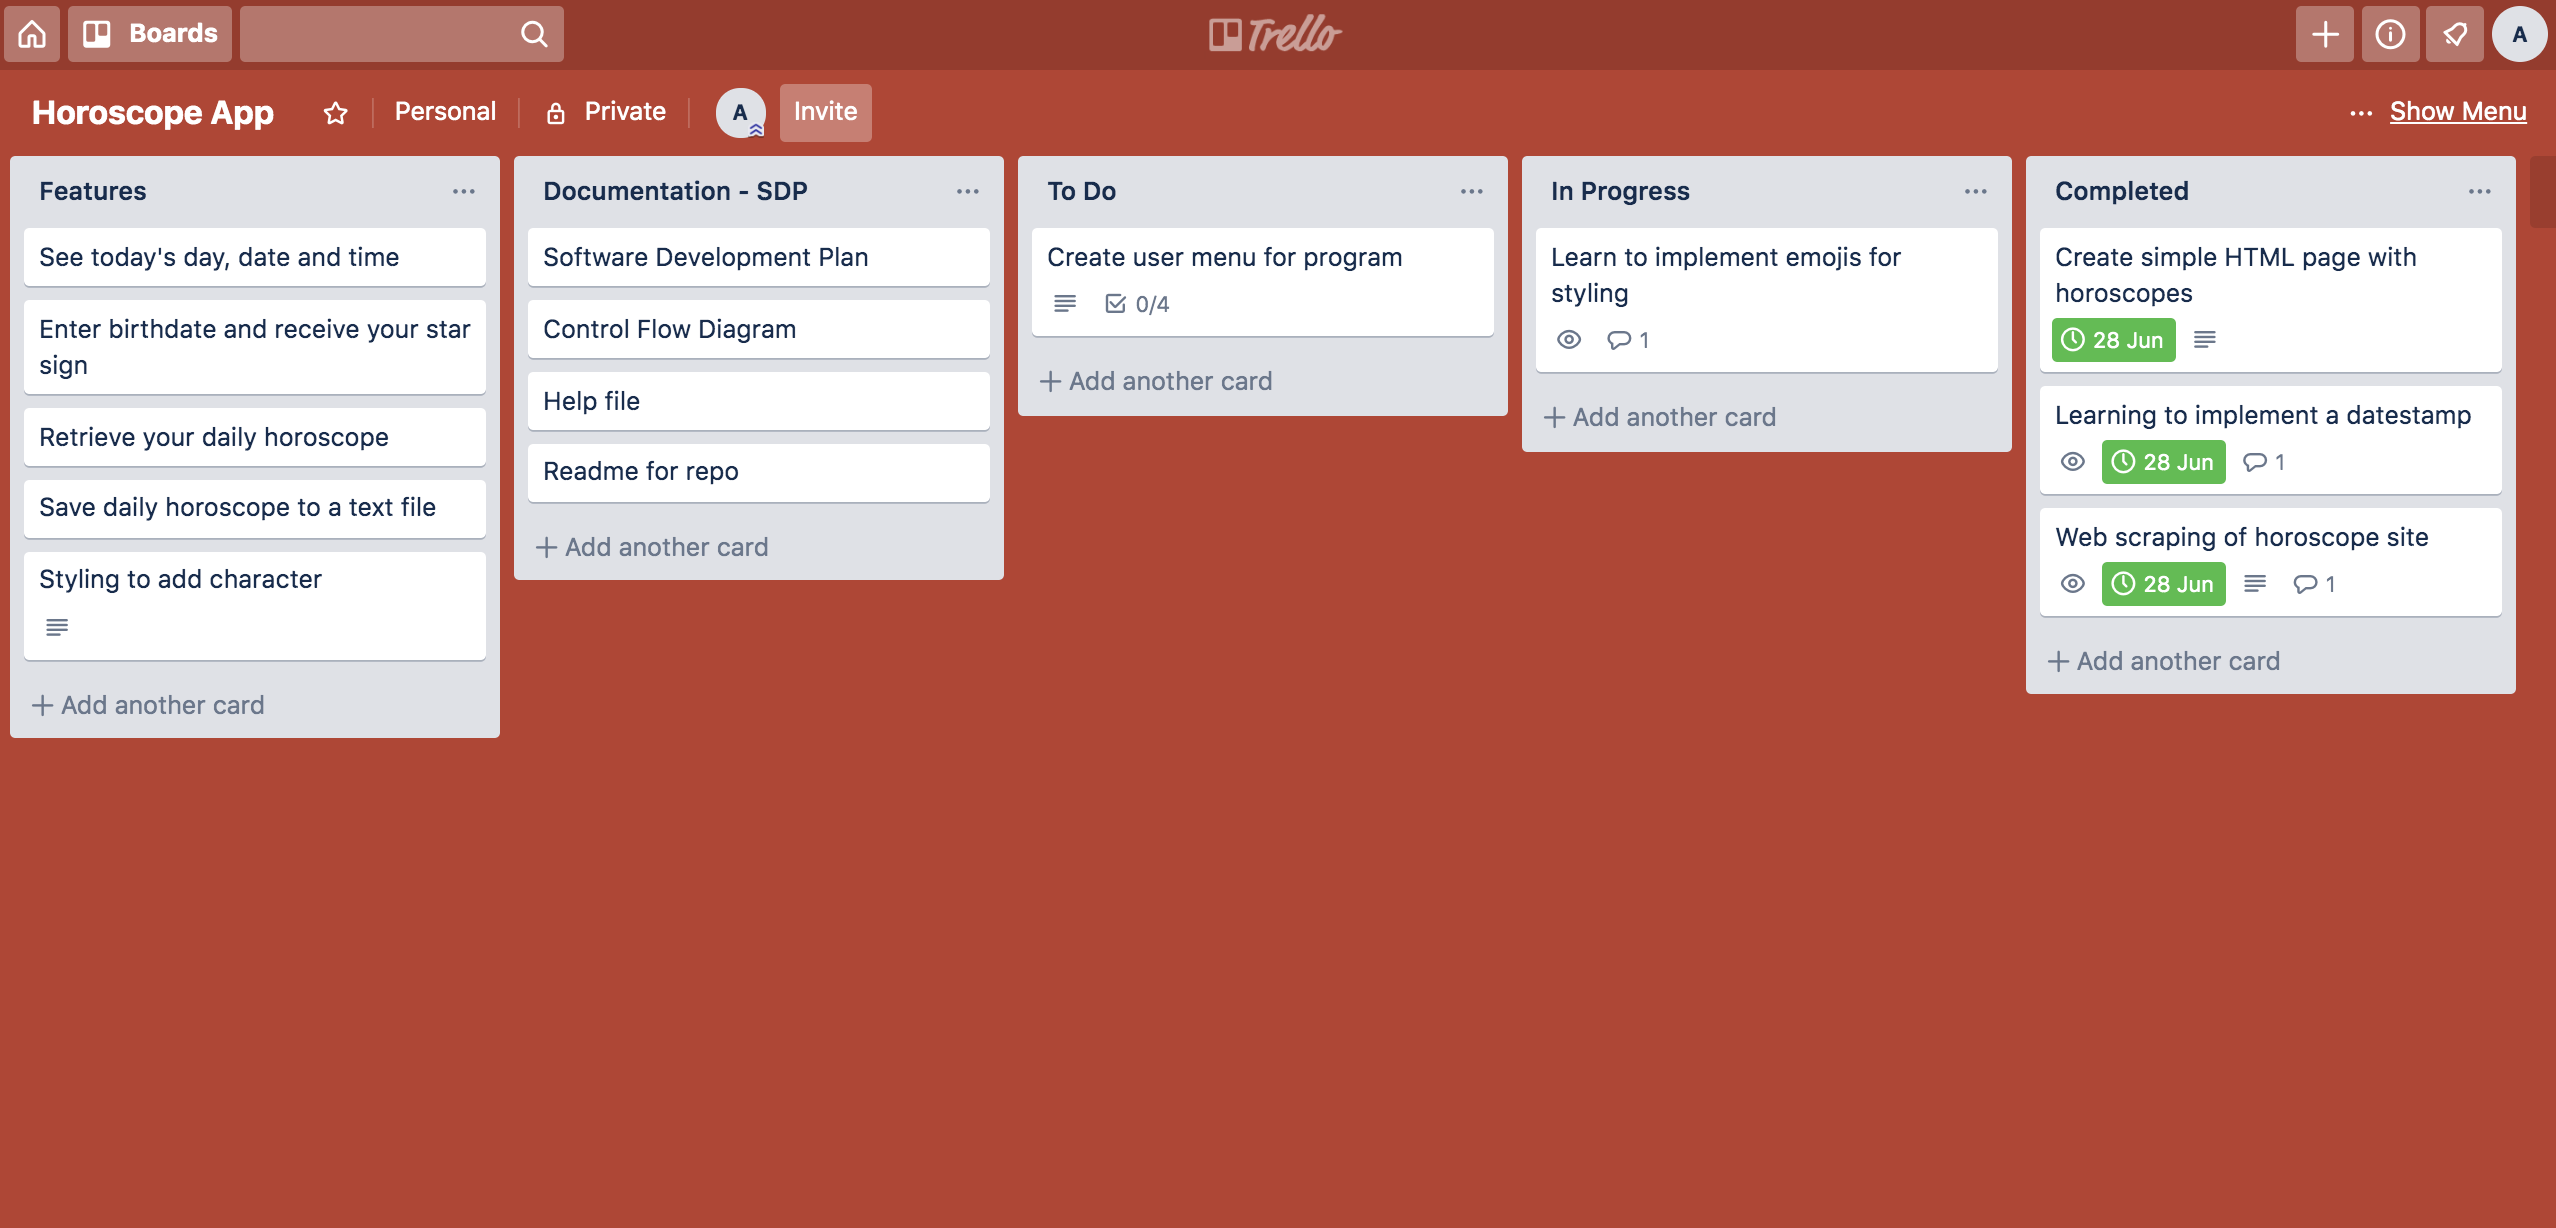 Boards
Trello
A
Horoscope App
Personal
Private
A
Invite
... Show Menu
Features
See today's day, date and time
Enter birthdate and receive your star
sign
Retrieve your daily horoscope
Save daily horoscope to a text file
Styling to add character
+ Add another card
Documentation - SDP
Software Development Plan
Control Flow Diagram
Help file
Readme for repo
+ Add another card
To Do
Create user menu for program
0/4
+ Add another card
In Progress
Learn to implement emojis for
styling
1
+ Add another card
Completed
Create simple HTML page with
horoscopes
28 Jun
Learning to implement a datestamp
28 Jun 1
Web scraping of horoscope site
28 Jun 1
+ Add another card